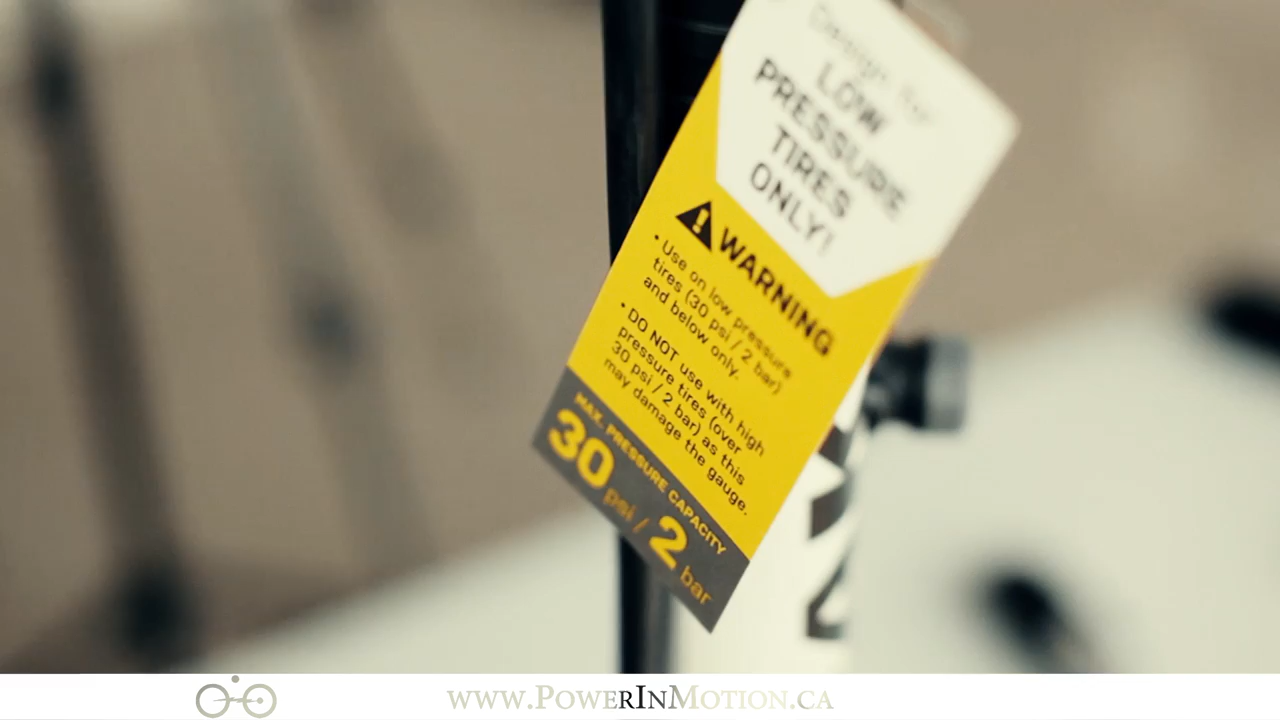 Design for
LOW
PRESSURE
TIRES
ONLY!
WARNING
• Use on low pressure
tires (30 psi / 2 bar)
and below only.
• DO NOT use with high
pressure tires (over
30 psi / 2 bar) as this
may damage the gauge.
MAX. PRESSURE CAPACITY
30 psi / 2 bar
www.PowerInMotion.ca